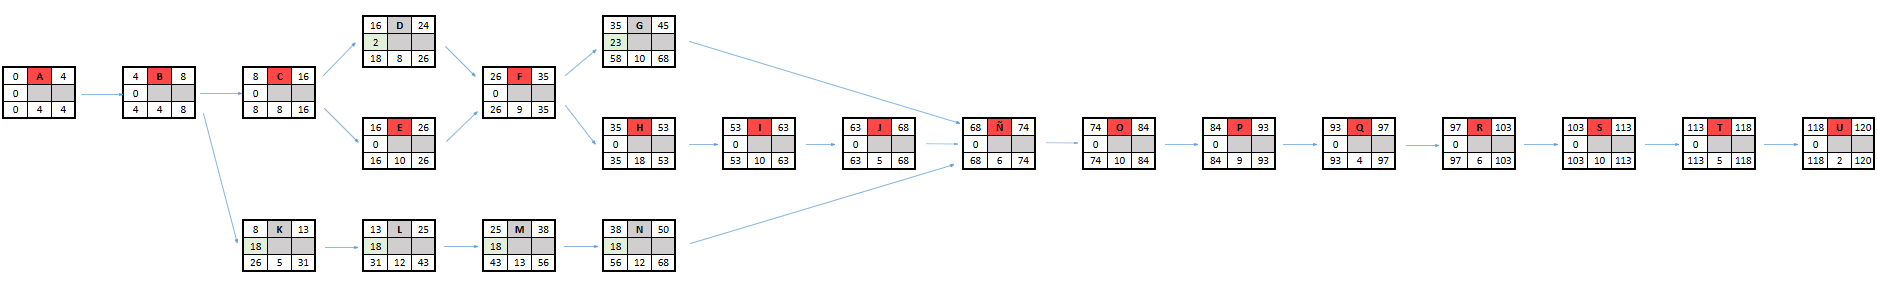 0 A 4
0
0 4 4
4 B 8
0
4 4 8
8 C 16
0
8 8 16
16 D 24
2
18 8 26
16 E 26
0
16 10 26
26 F 35
0
26 9 35
35 G 45
23
58 10 68
35 H 53
0
35 18 53
53 I 63
0
53 10 63
63 J 68
0
63 5 68
8 K 13
18
26 5 31
13 L 25
18
31 12 43
25 M 38
18
43 13 56
38 N 50
18
56 12 68
68 Ñ 74
0
68 6 74
74 O 84
0
74 10 84
84 P 93
0
84 9 93
93 Q 97
0
93 4 97
97 R 103
0
97 6 103
103 S 113
0
103 10 113
113 T 118
0
113 5 118
118 U 120
0
118 2 120